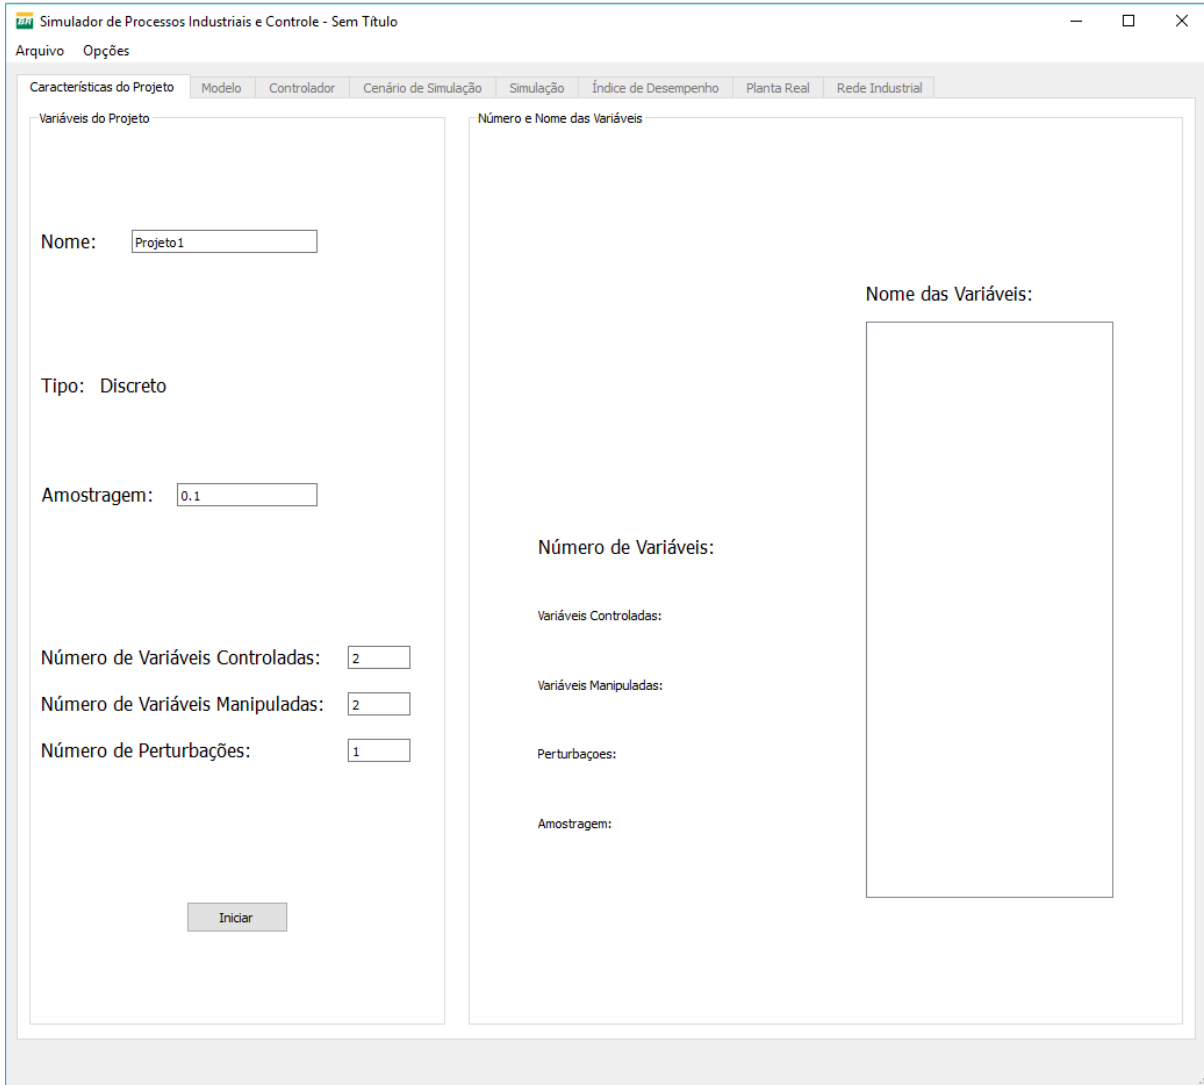 BR Simulador de Processos Industriais e Controle - Sem Título
Arquivo Opções
Características do Projeto Modelo Controlador Cenário de Simulação Simulação Índice de Desempenho Planta Real Rede Industrial
Variáveis do Projeto
Nome: Projeto1
Tipo: Discreto
Amostragem: 0.1
Número de Variáveis Controladas: 2
Número de Variáveis Manipuladas: 2
Número de Perturbações: 1
Iniciar
Número e Nome das Variáveis
Nome das Variáveis:
Número de Variáveis:
Variáveis Controladas:
Variáveis Manipuladas:
Perturbaçoes:
Amostragem: